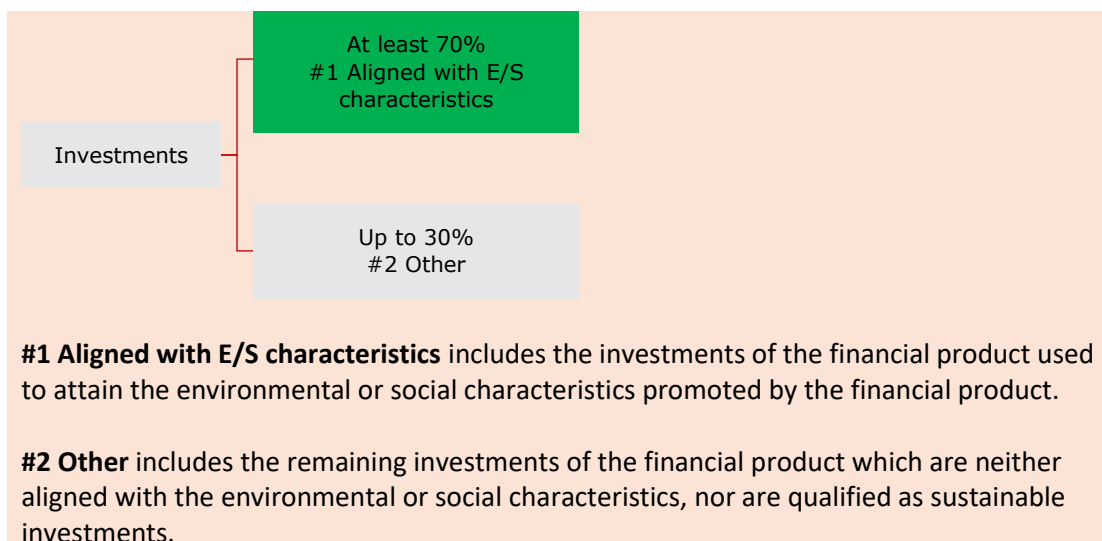 At least 70%
#1 Aligned with E/S
characteristics
Investments
Up to 30%
#2 Other
#1 Aligned with E/S characteristics includes the investments of the financial product used
to attain the environmental or social characteristics promoted by the financial product.
#2 Other includes the remaining investments of the financial product which are neither
aligned with the environmental or social characteristics, nor are qualified as sustainable
investments.